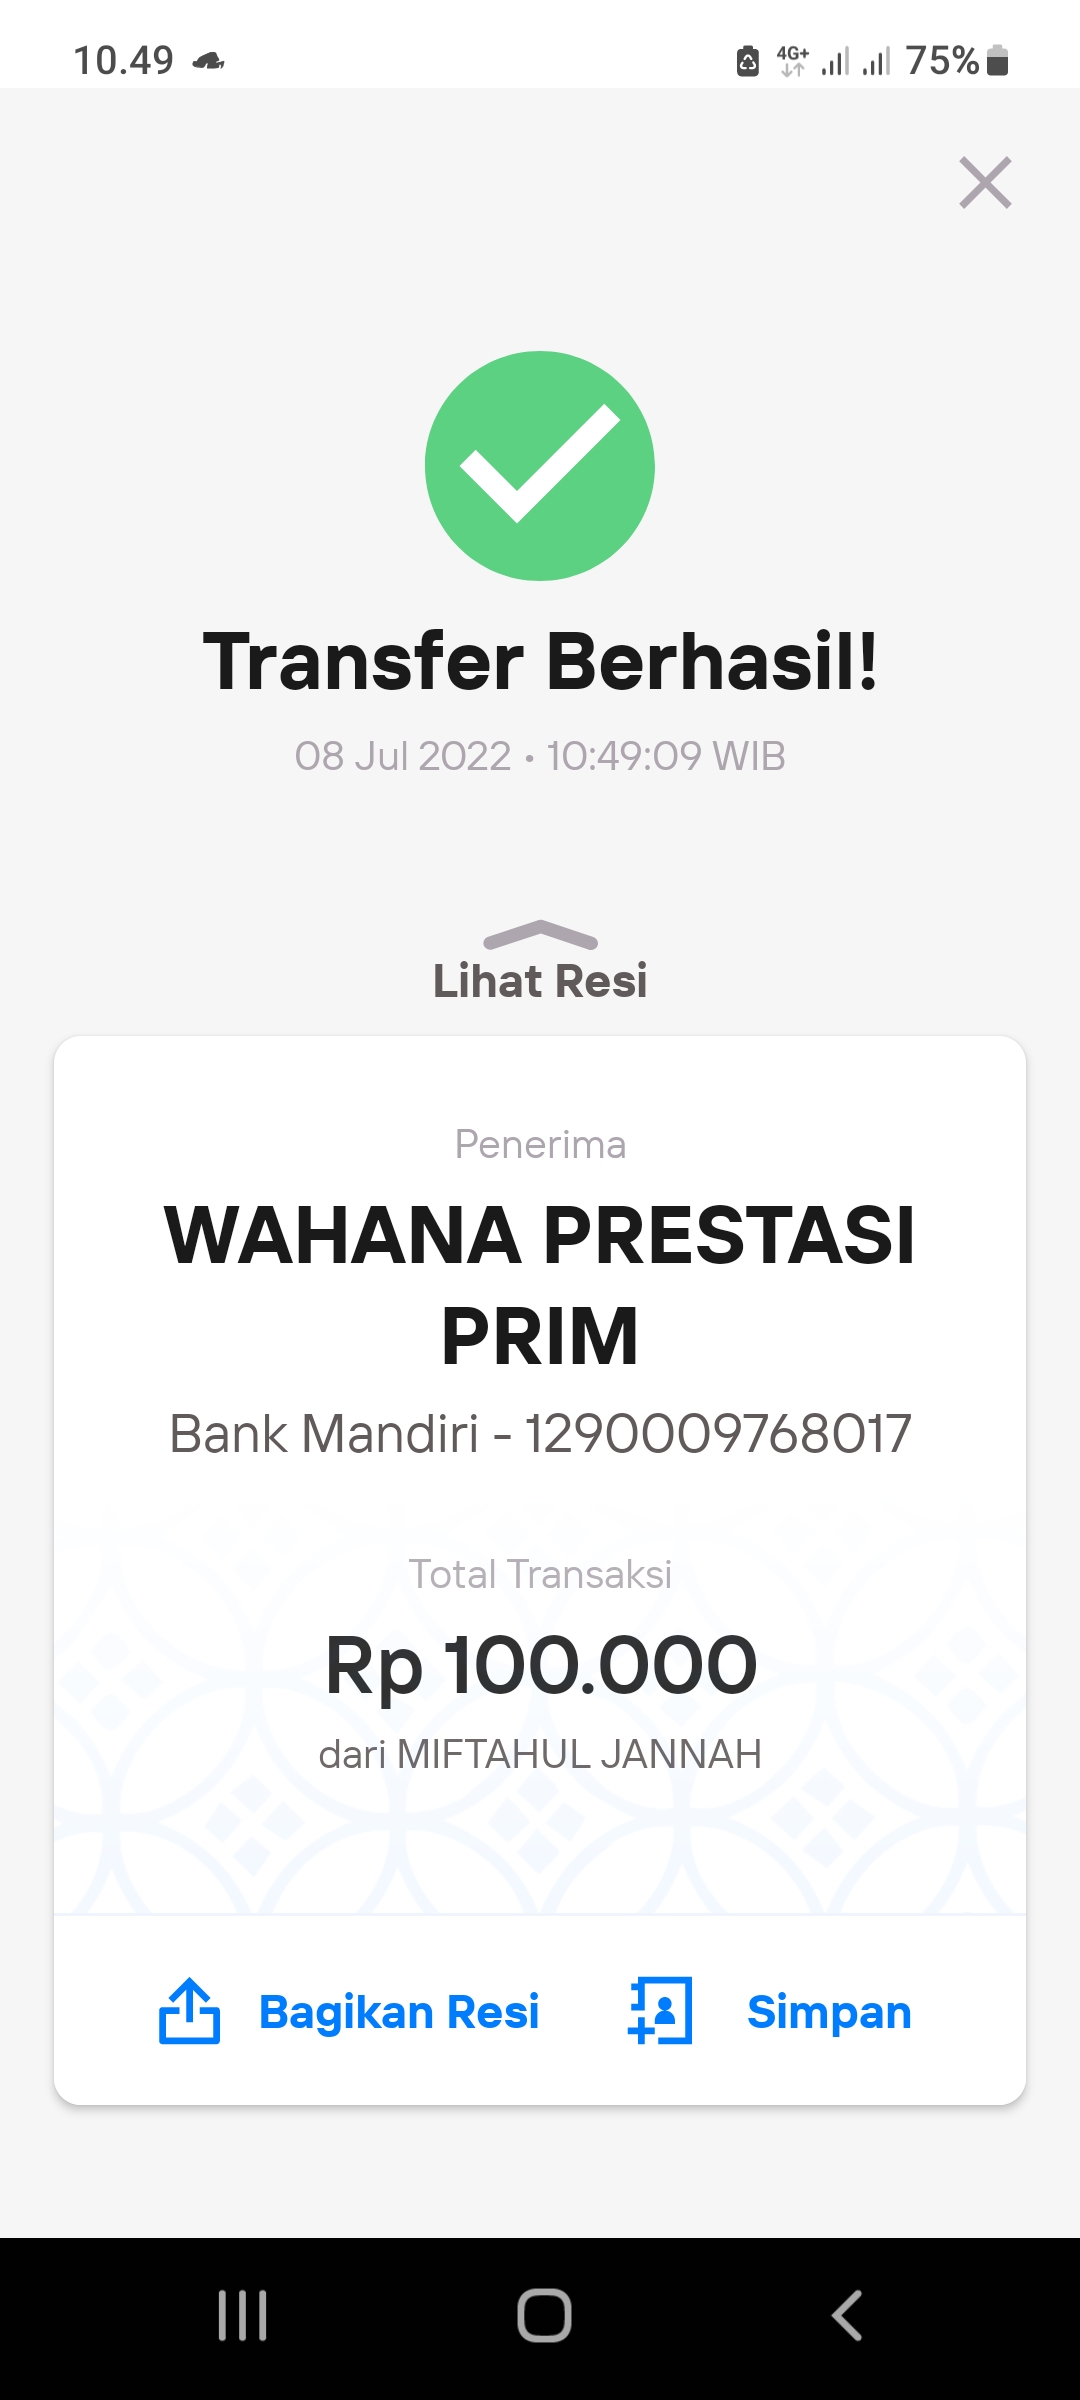 10.49
4G+
75%
Transfer Berhasil!
08 Jul 2022 • 10:49:09 WIB
Lihat Resi
Penerima
WAHANA PRESTASI
PRIM
Bank Mandiri - 1290009768017
Total Transaksi
Rp 100.000
dari MIFTAHUL JANNAH
Bagikan Resi
Simpan